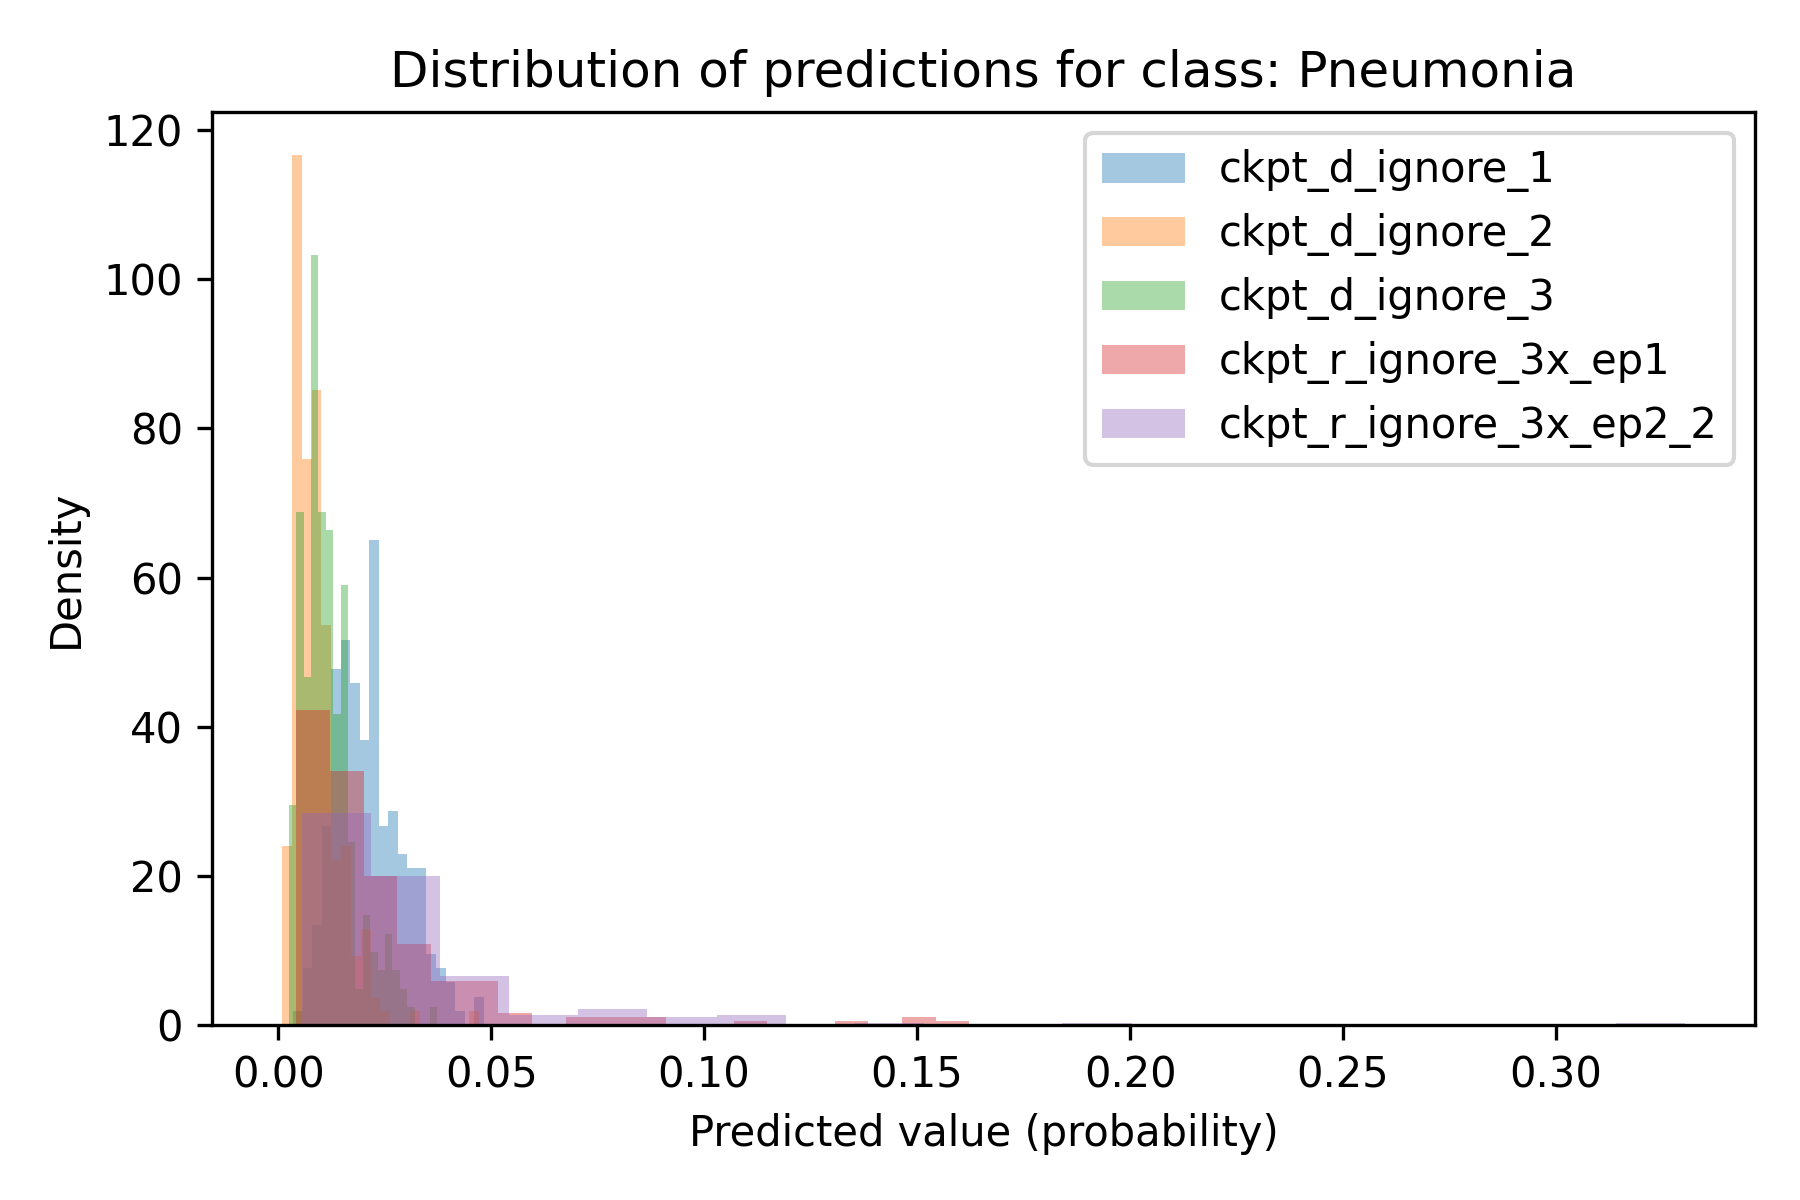 Distribution of predictions for class: Pneumonia
120
100
80
60
40
20
0
Density
ckpt_d_ignore_1
ckpt_d_ignore_2
ckpt_d_ignore_3
ckpt_r_ignore_3x_ep1
ckpt_r_ignore_3x_ep2_2
0.00 0.05 0.10 0.15 0.20 0.25 0.30
Predicted value (probability)